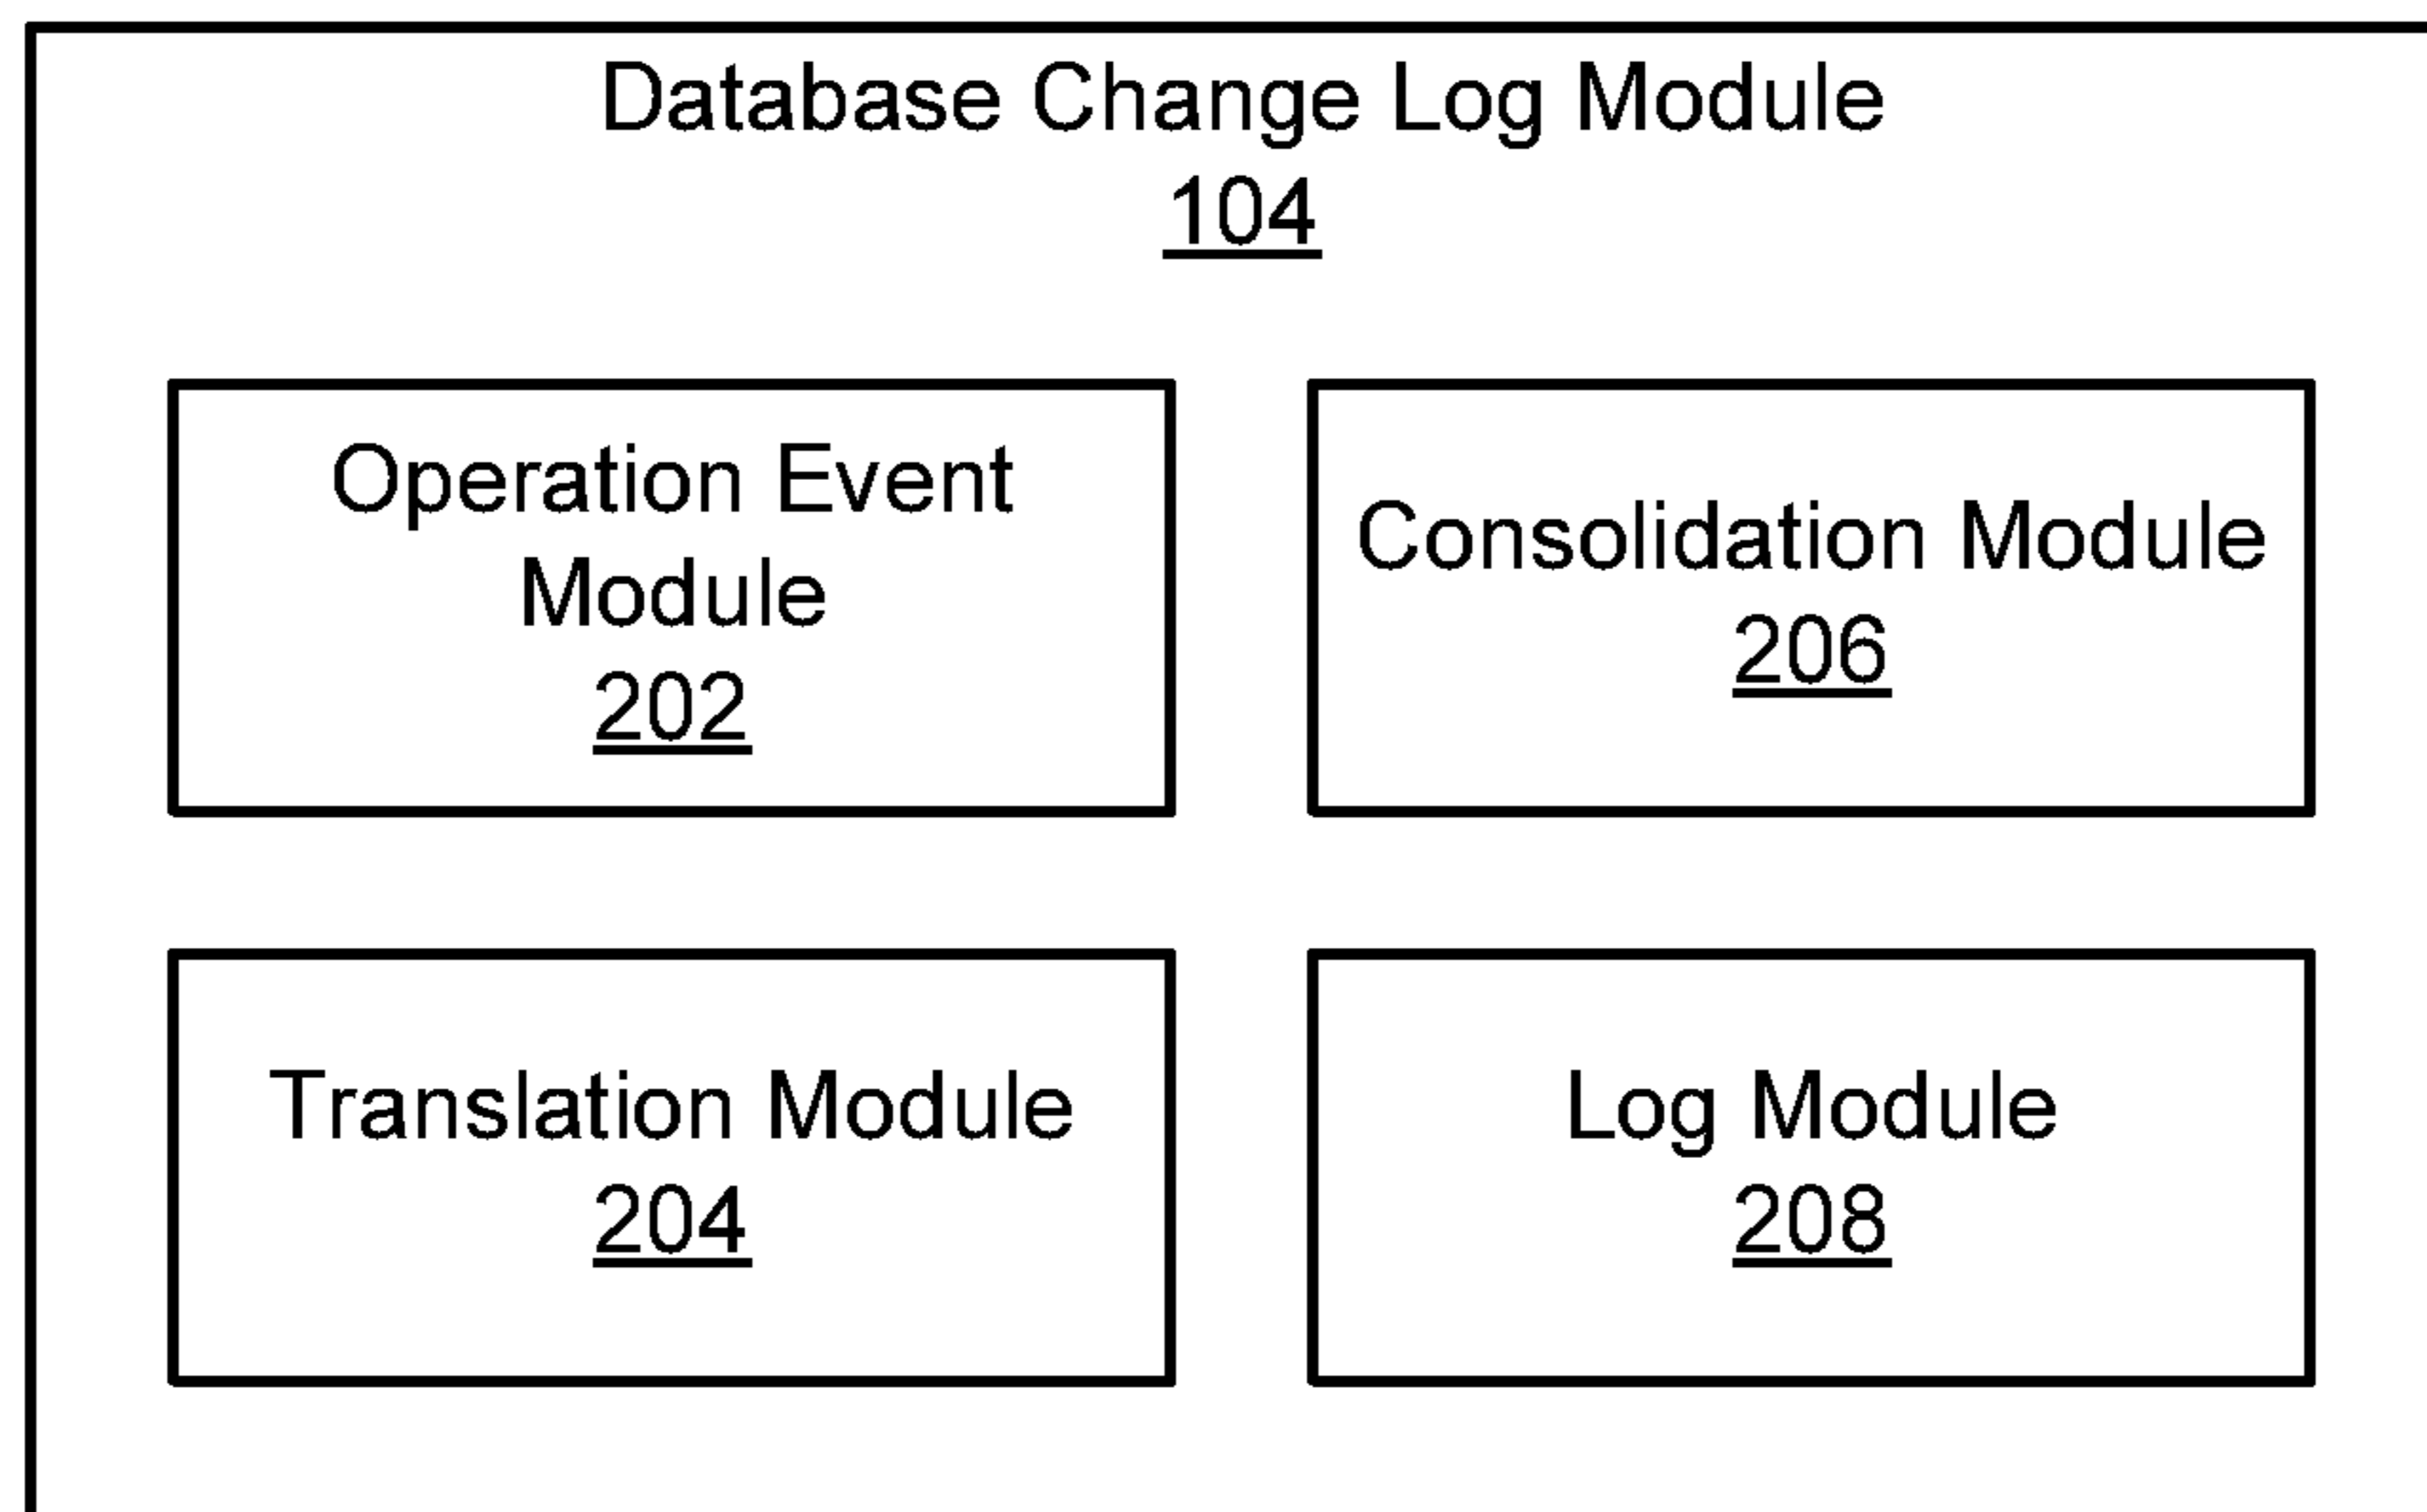 Database Change Log Module
104
Operation Event
Module
202
Consolidation Module
206
Translation Module
204
Log Module
208